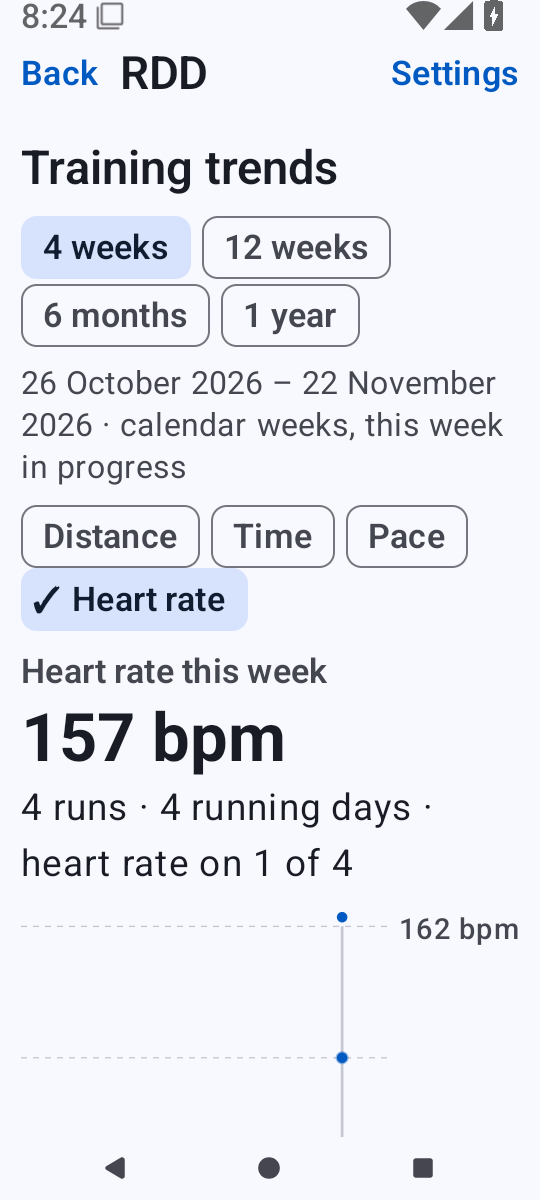 8:24
Back RDD Settings
Training trends
4 weeks 12 weeks
6 months 1 year
26 October 2026 – 22 November
2026 · calendar weeks, this week
in progress
Distance Time Pace
✓ Heart rate
Heart rate this week
157 bpm
4 runs · 4 running days ·
heart rate on 1 of 4
162 bpm